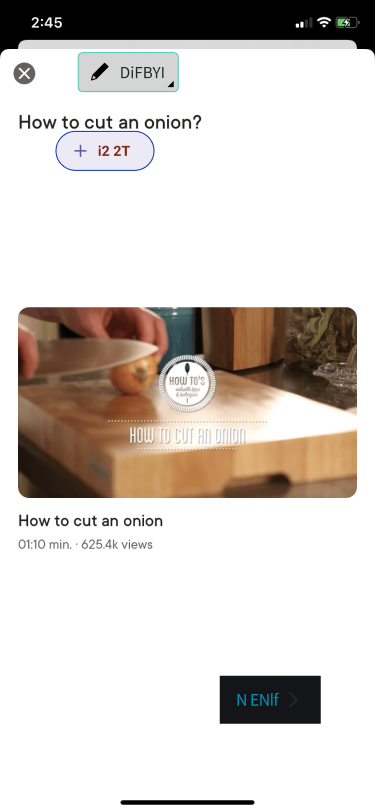 2:45
DiFBYI
How to cut an onion?
i2 2T
HOW TO'S
HOW TO CUT AN ONION
How to cut an onion
01:10 min. · 625.4k views
N ENlf